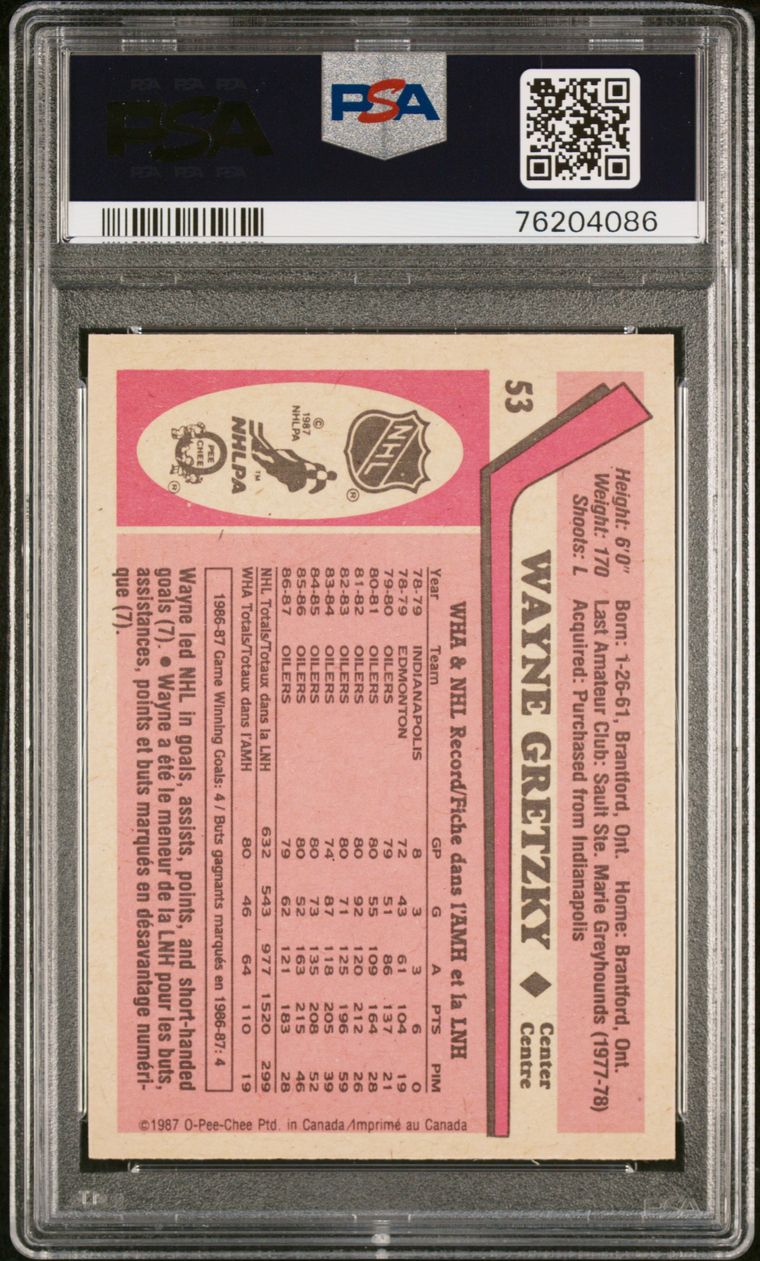 PSA PSA PSA
PSA
PSA PSA PSA
PSA
76204086
53
Height: 6'0" Born: 1-26-61, Brantford, Ont. Home: Brantford, Ont.
Weight: 170 Last Amateur Club: Sault Ste. Marie Greyhounds (1977-78)
Shoots: L Acquired: Purchased from Indianapolis
WAYNE GRETZKY ◆ Center
Centre
NHL
®
© 1987 NHLPA
TM
NHLPA
O PEE CHEE
®
WHA & NHL Record/Fiche dans l'AMH et la LNH
Year Team GP G A PTS PIM
78-79 INDIANAPOLIS 8 3 3 6 0
78-79 EDMONTON 72 43 61 104 19
79-80 OILERS 79 51 86 137 21
80-81 OILERS 80 55 109 164 28
81-82 OILERS 80 92 120 212 26
82-83 OILERS 80 71 125 196 59
83-84 OILERS 74 87 118 205 39
84-85 OILERS 80 73 135 208 52
85-86 OILERS 80 52 163 215 46
86-87 OILERS 79 62 121 183 28
NHL Totals/Totaux dans la LNH 632 543 977 1520 299
WHA Totals/Totaux dans l'AMH 80 46 64 110 19
1986-87 Game Winning Goals: 4 / Buts gagnants marqués en 1986-87: 4
Wayne led NHL in goals, assists, points, and short-handed
goals (7). ● Wayne a été le meneur de la LNH pour les buts,
assistances, points et buts marqués en désavantage numéri-
que (7).
©1987 O-Pee-Chee Ptd. in Canada/Imprimé au Canada
PSA